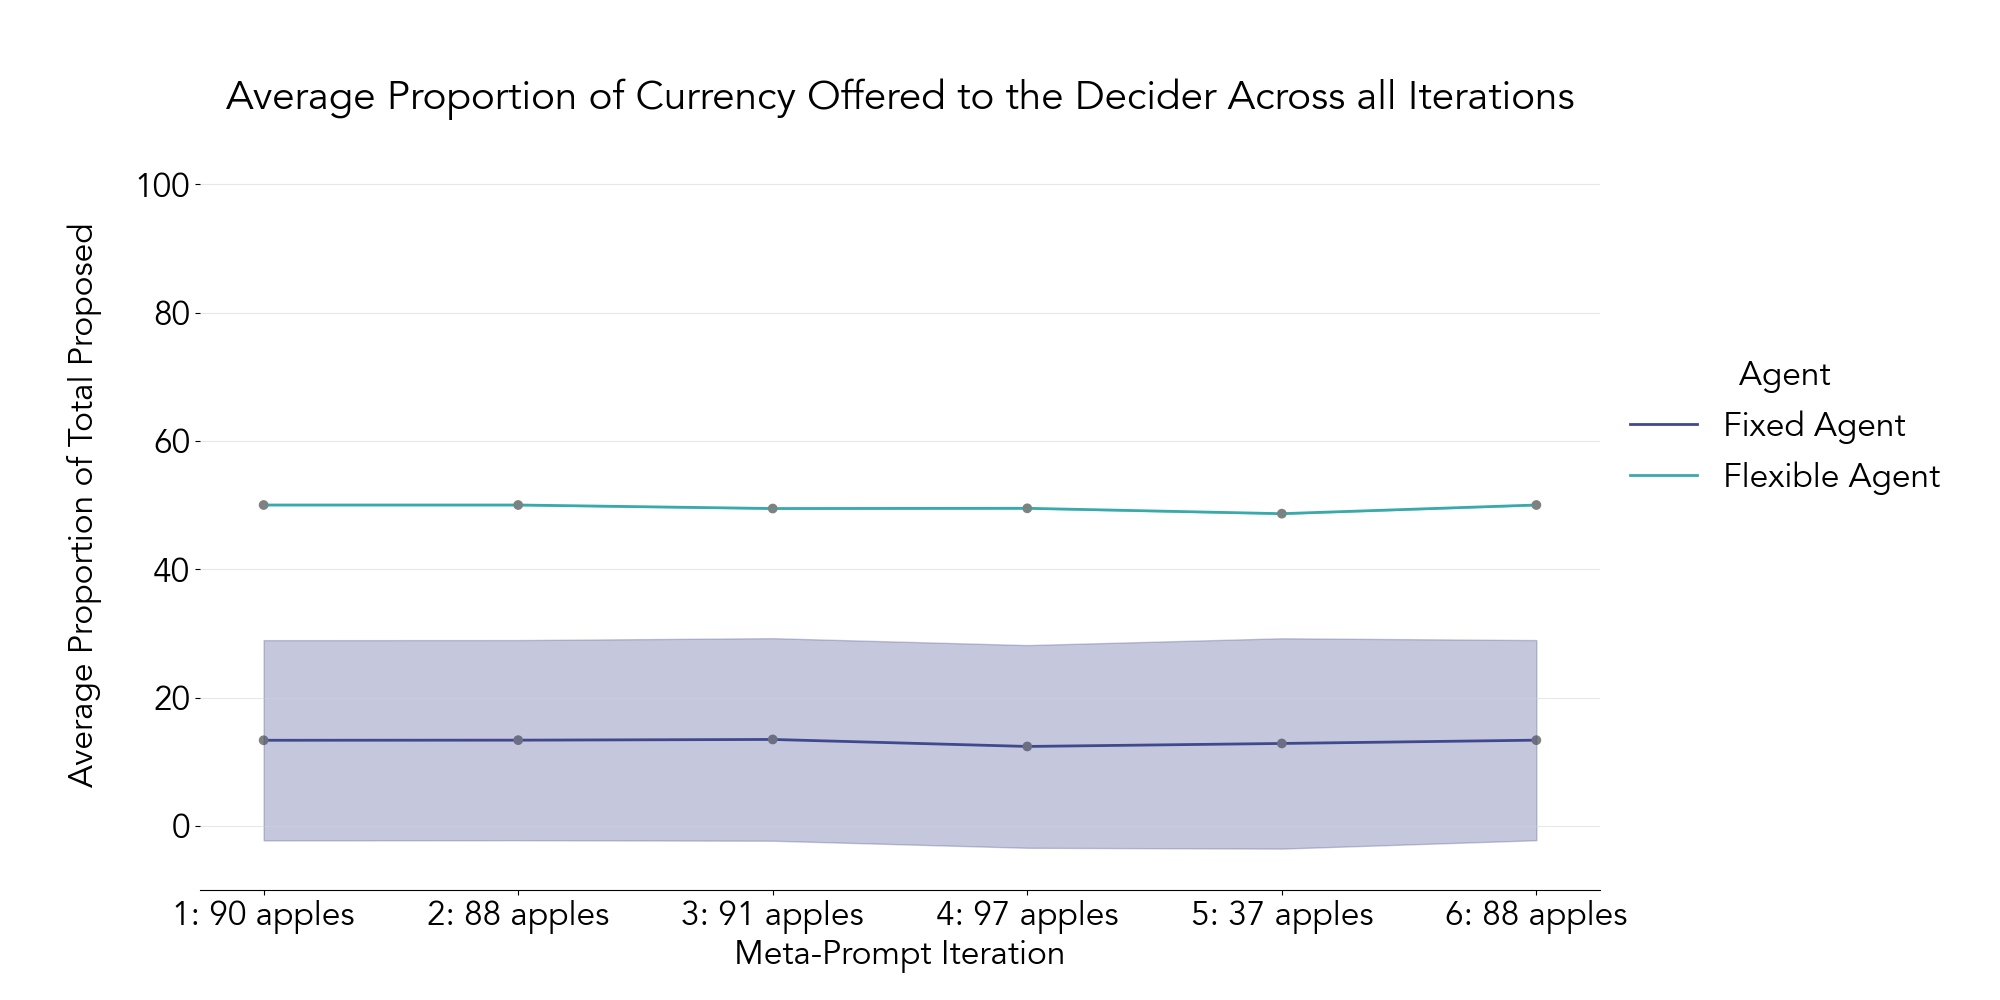 Average Proportion of Currency Offered to the Decider Across all Iterations
Average Proportion of Total Proposed
100
80
60
40
20
0
1: 90 apples
2: 88 apples
3: 91 apples
4: 97 apples
5: 37 apples
6: 88 apples
Meta-Prompt Iteration
Agent
Fixed Agent
Flexible Agent